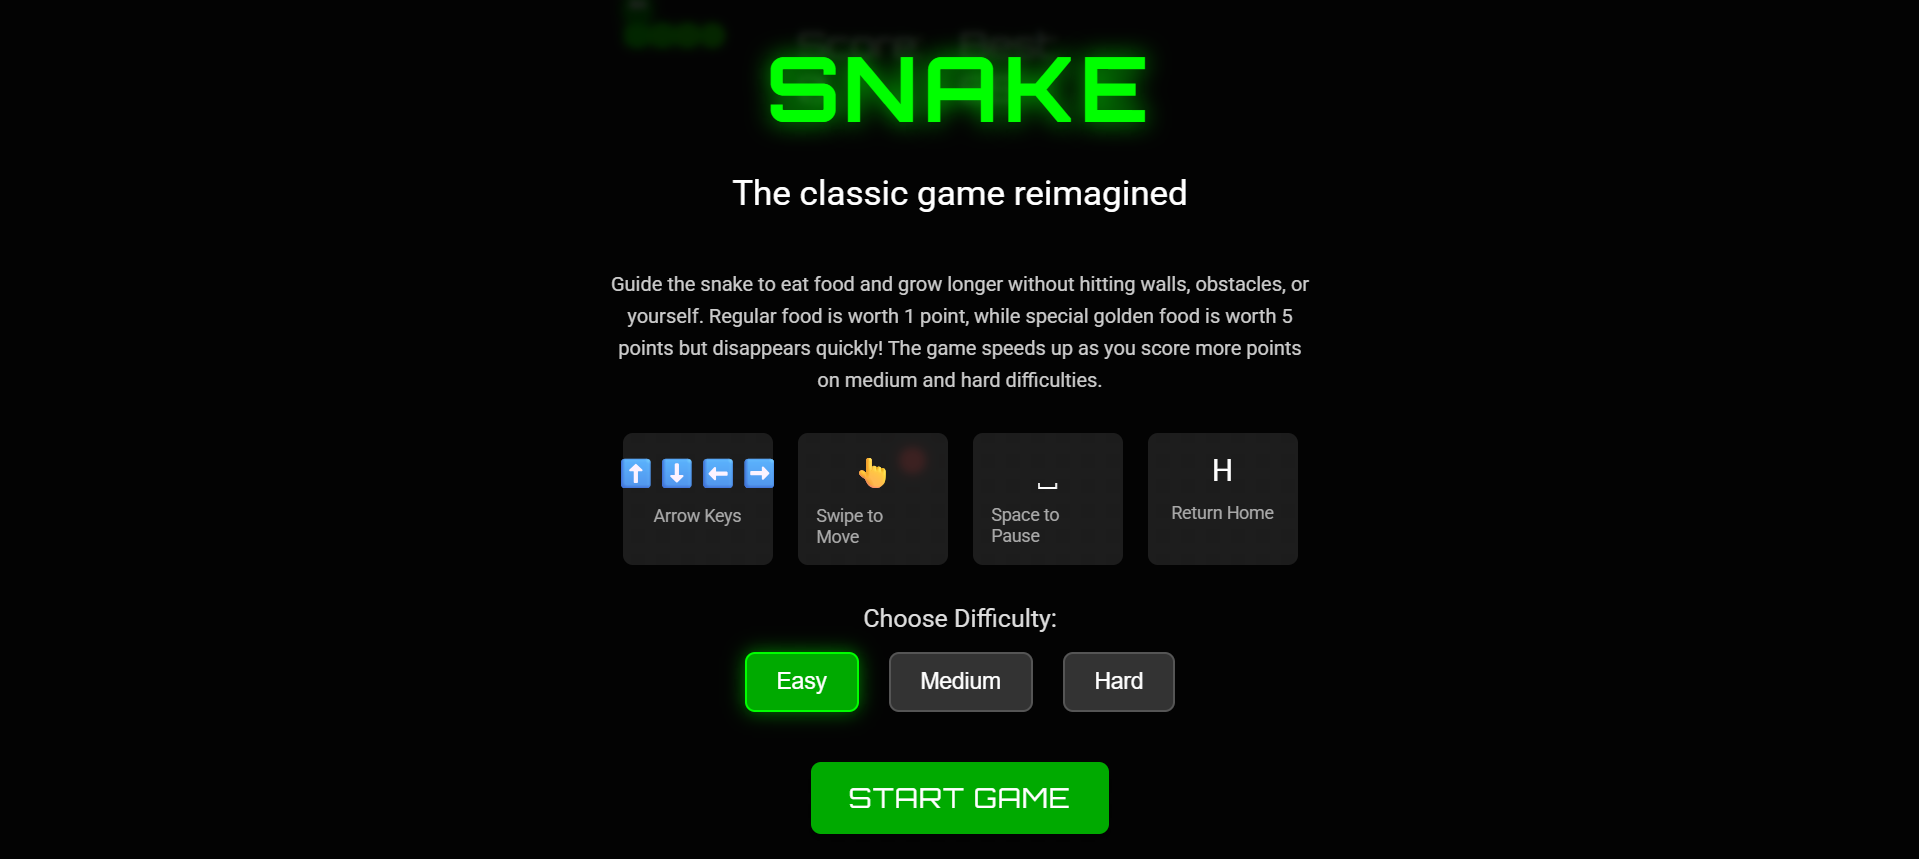 Score Best
SNAKE
The classic game reimagined
Guide the snake to eat food and grow longer without hitting walls, obstacles, or
yourself. Regular food is worth 1 point, while special golden food is worth 5
points but disappears quickly! The game speeds up as you score more points
on medium and hard difficulties.
Arrow Keys
Swipe to
Move
Space to
Pause
H
Return Home
Choose Difficulty:
Easy
Medium
Hard
START GAME